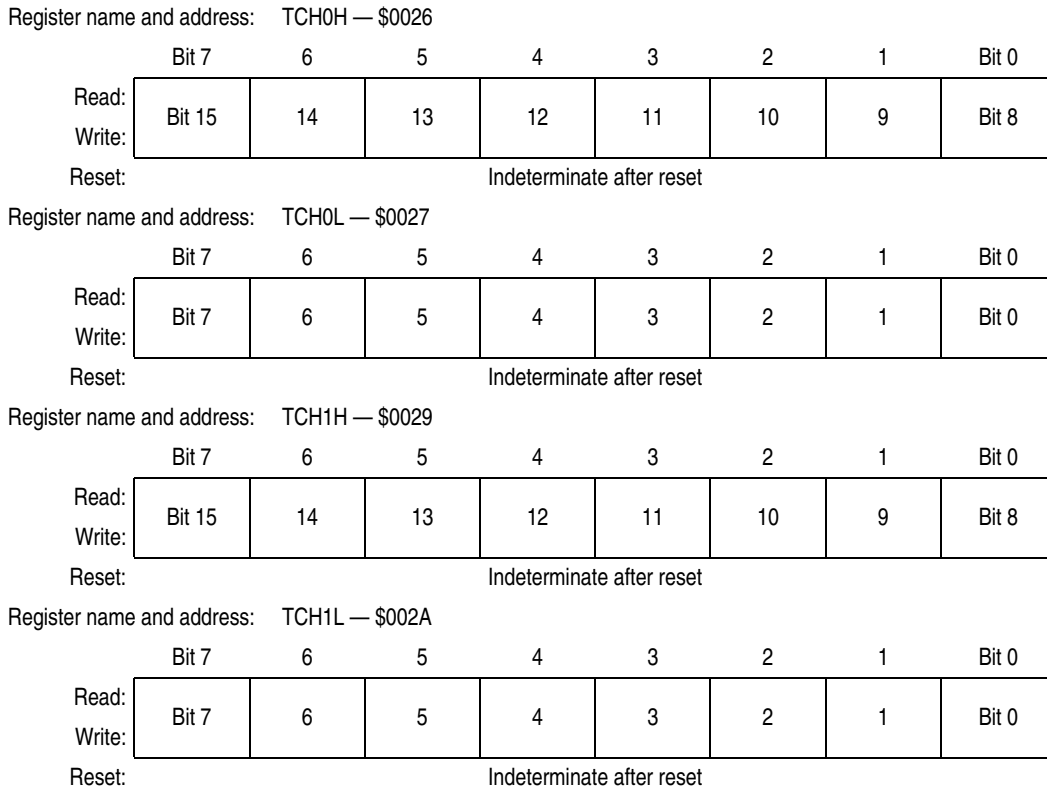 Register name and address: TCH0H — $0026
Bit 7 6 5 4 3 2 1 Bit 0
Read:
Bit 15 14 13 12 11 10 9 Bit 8
Write:
Reset: Indeterminate after reset
Register name and address: TCH0L — $0027
Bit 7 6 5 4 3 2 1 Bit 0
Read:
Bit 7 6 5 4 3 2 1 Bit 0
Write:
Reset: Indeterminate after reset
Register name and address: TCH1H — $0029
Bit 7 6 5 4 3 2 1 Bit 0
Read:
Bit 15 14 13 12 11 10 9 Bit 8
Write:
Reset: Indeterminate after reset
Register name and address: TCH1L — $002A
Bit 7 6 5 4 3 2 1 Bit 0
Read:
Bit 7 6 5 4 3 2 1 Bit 0
Write:
Reset: Indeterminate after reset